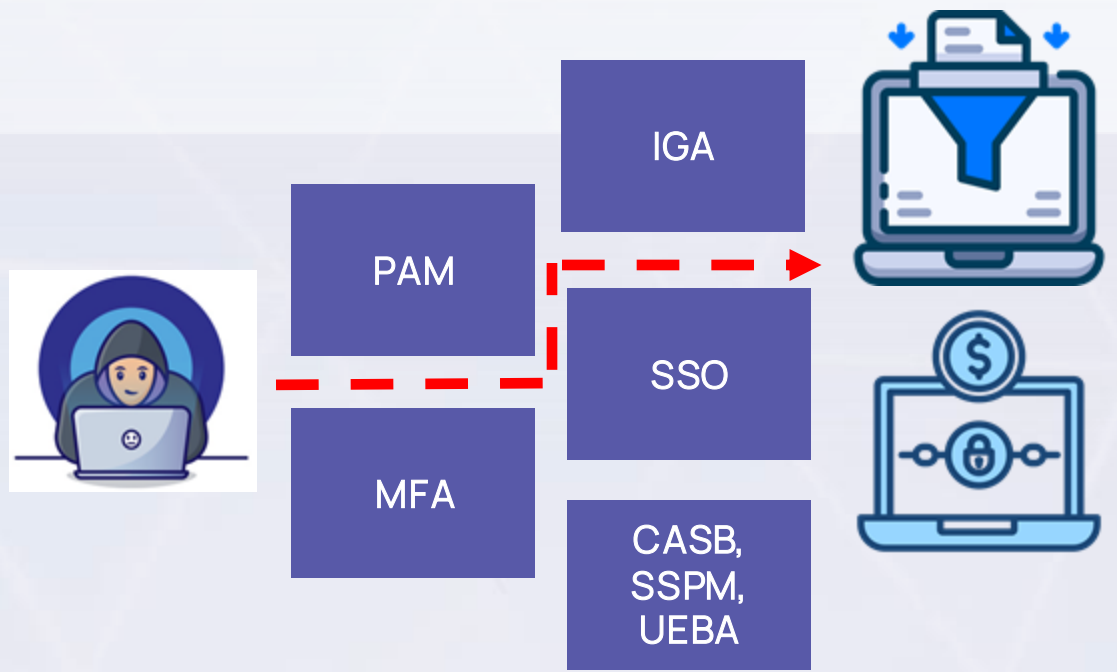 IGA
PAM
SSO
MFA
CASB,
SSPM,
UEBA
$